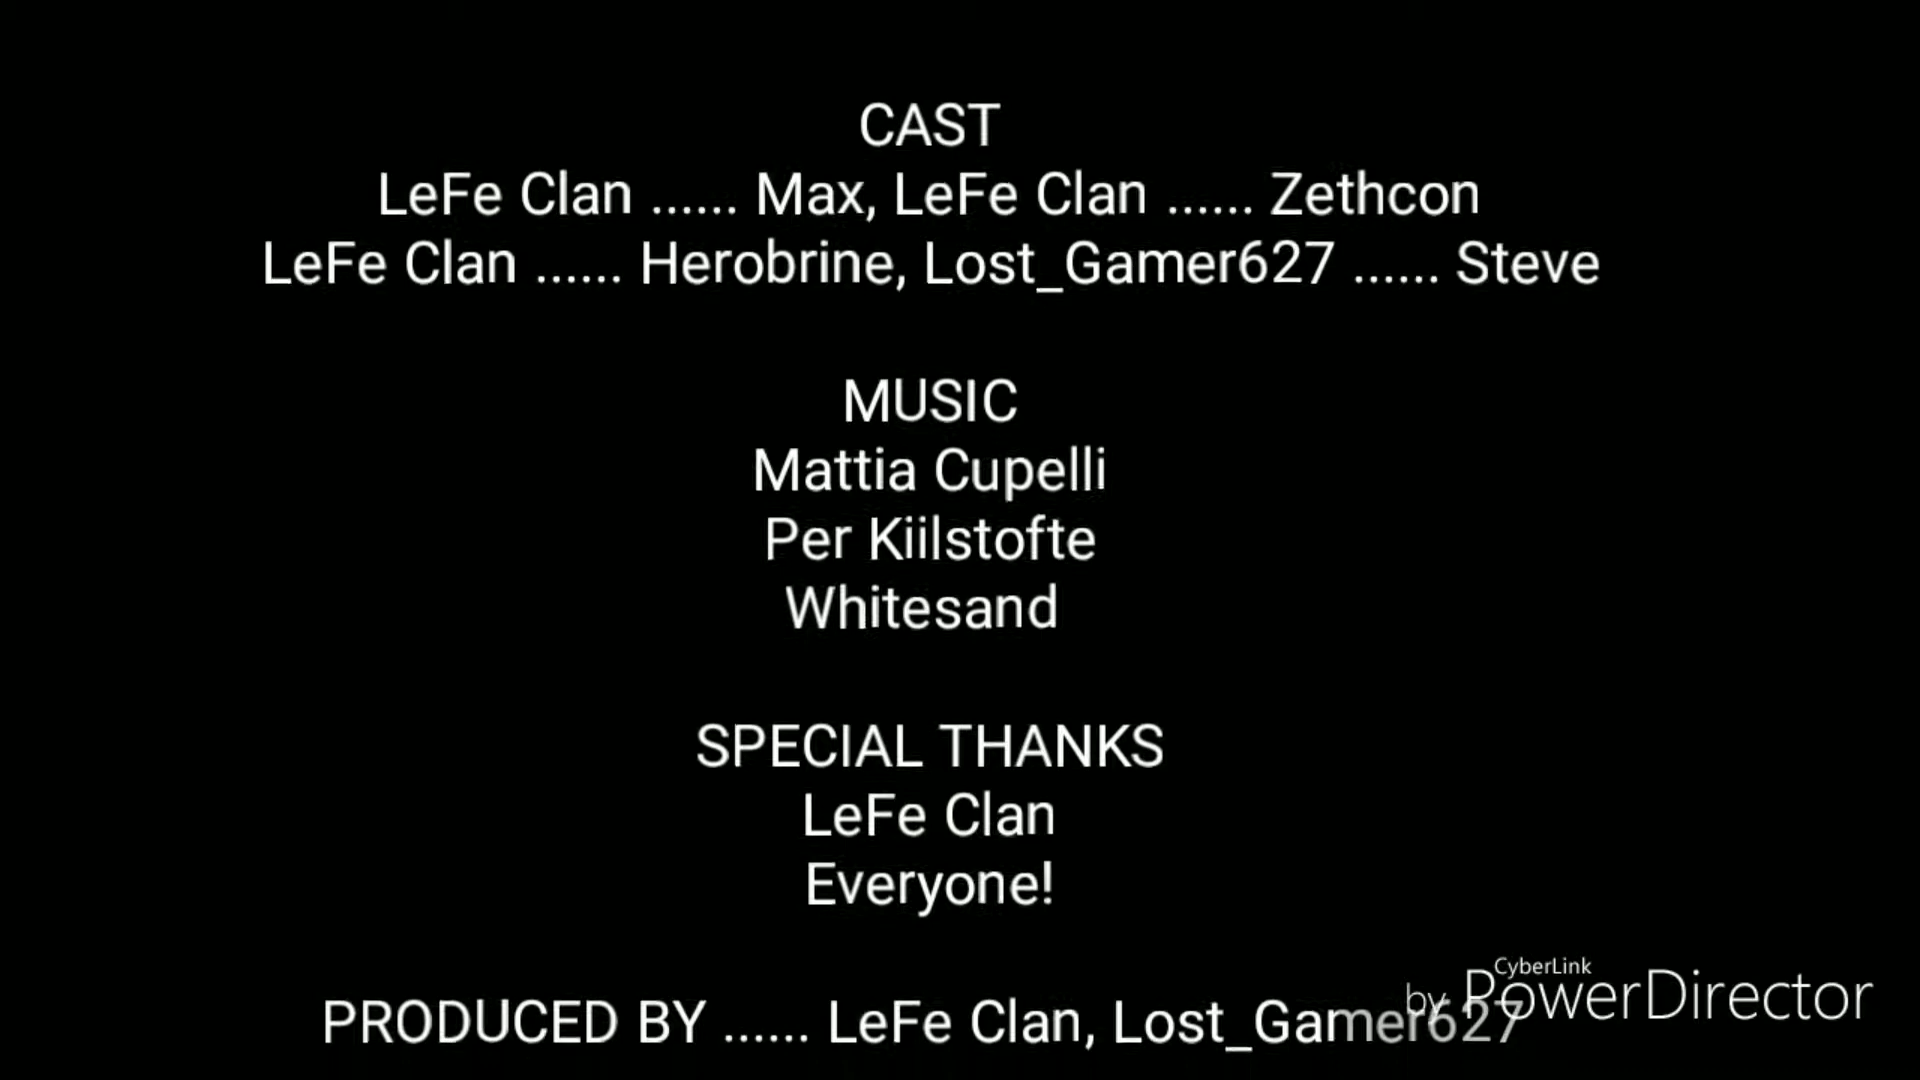 CAST
LeFe Clan ...... Max, LeFe Clan ...... Zethcon
LeFe Clan ...... Herobrine, Lost_Gamer627 ...... Steve
MUSIC
Mattia Cupelli
Per Kiilstofte
Whitesand
SPECIAL THANKS
LeFe Clan
Everyone!
PRODUCED BY ...... LeFe Clan, Lost_Gamer627
CyberLink
by PowerDirector